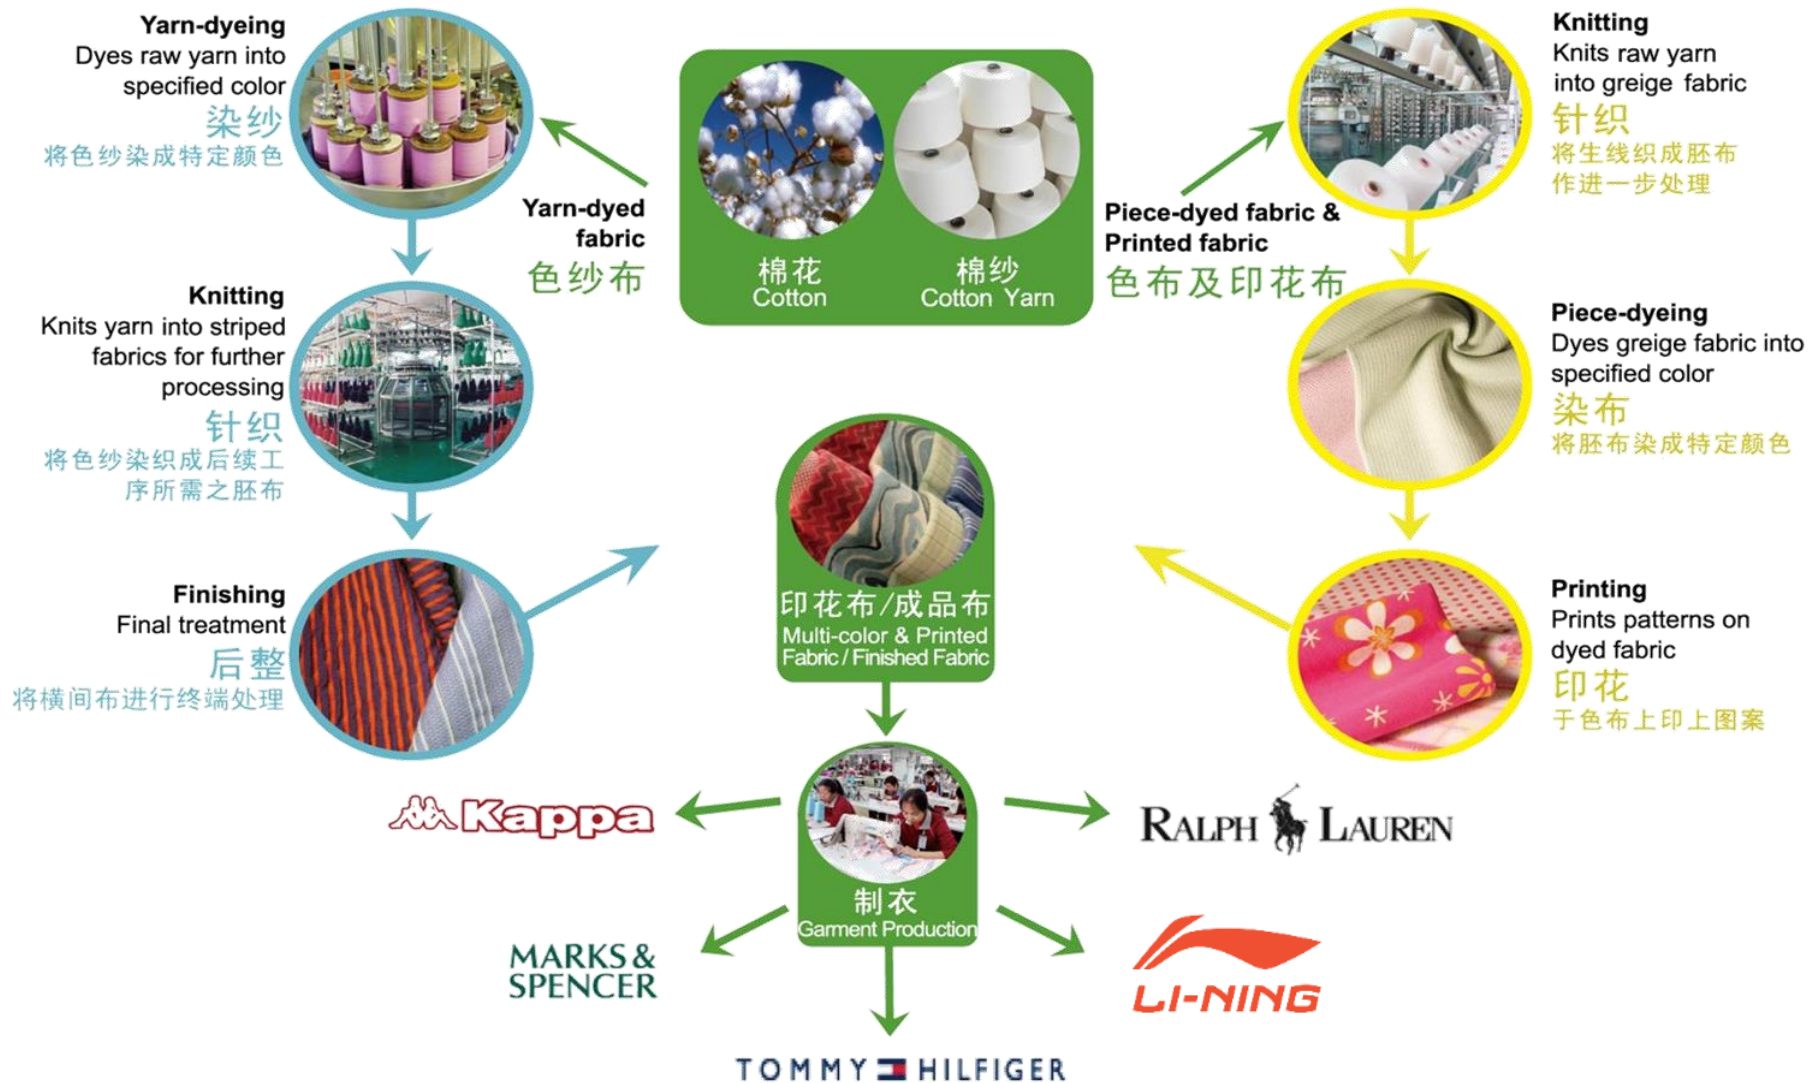 Yarn-dyeing
Dyes raw yarn into
specified color
染纱
将色纱染成特定颜色
Knitting
Knits yarn into striped
fabrics for further
processing
针织
将色纱染织成后续工
序所需之胚布
Finishing
Final treatment
后整
将横间布进行终端处理
Yarn-dyed
fabric
色纱布
棉花
Cotton
棉纱
Cotton Yarn
Piece-dyed fabric &
Printed fabric
色布及印花布
Knitting
Knits raw yarn
into greige fabric
针织
将生线织成胚布
作进一步处理
Piece-dyeing
Dyes greige fabric into
specified color
染布
将胚布染成特定颜色
Printing
Prints patterns on
dyed fabric
印花
于色布上印上图案
印花布/成品布
Multi-color & Printed
Fabric / Finished Fabric
制衣
Garment Production
Kappa
RALPH LAUREN
MARKS &
SPENCER
LI-NING
TOMMY HILFIGER